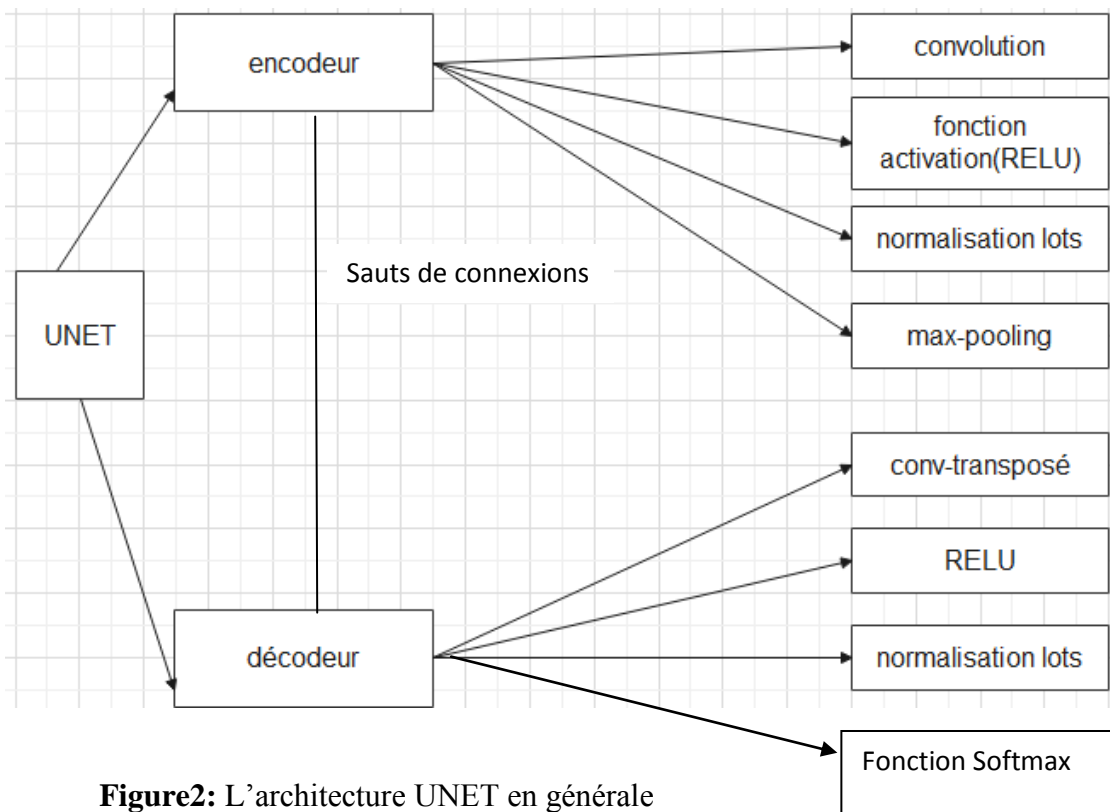 encodeur
convolution
fonction
activation(RELU)
normalisation lots
Sauts de connexions
UNET
max-pooling
conv-transposé
RELU
décodeur
normalisation lots
Fonction Softmax
Figure2: L’architecture UNET en générale